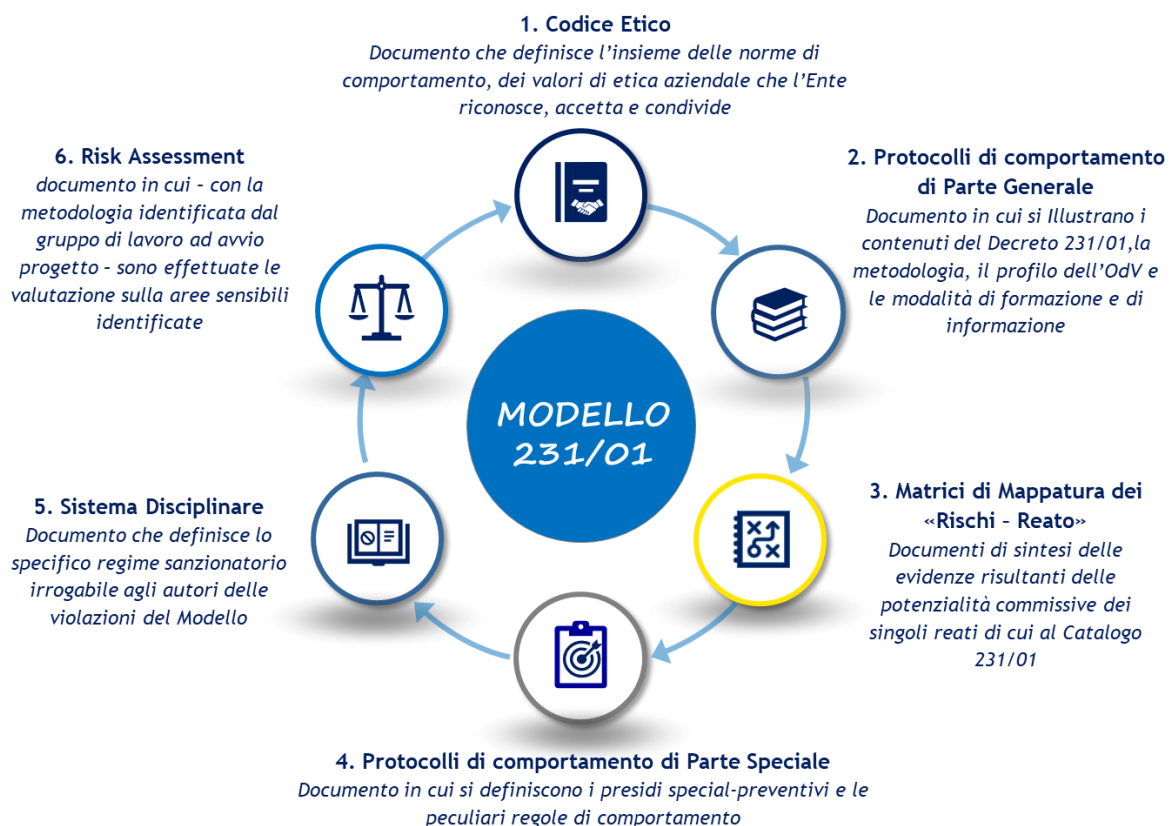 1. Codice Etico
Documento che definisce l’insieme delle norme di
comportamento, dei valori di etica aziendale che l’Ente
riconosce, accetta e condivide
2. Protocolli di comportamento
di Parte Generale
Documento in cui si Illustrano i
contenuti del Decreto 231/01,la
metodologia, il profilo dell’OdV e
le modalità di formazione e di
informazione
3. Matrici di Mappatura dei
«Rischi – Reato»
Documenti di sintesi delle
evidenze risultanti delle
potenzialità commissive dei
singoli reati di cui al Catalogo
231/01
4. Protocolli di comportamento di Parte Speciale
Documento in cui si definiscono i presidi special-preventivi e le
peculiari regole di comportamento
5. Sistema Disciplinare
Documento che definisce lo
specifico regime sanzionatorio
irrogabile agli autori delle
violazioni del Modello
6. Risk Assessment
documento in cui – con la
metodologia identificata dal
gruppo di lavoro ad avvio
progetto – sono effettuate le
valutazione sulla aree sensibili
identificate
MODELLO
231/01